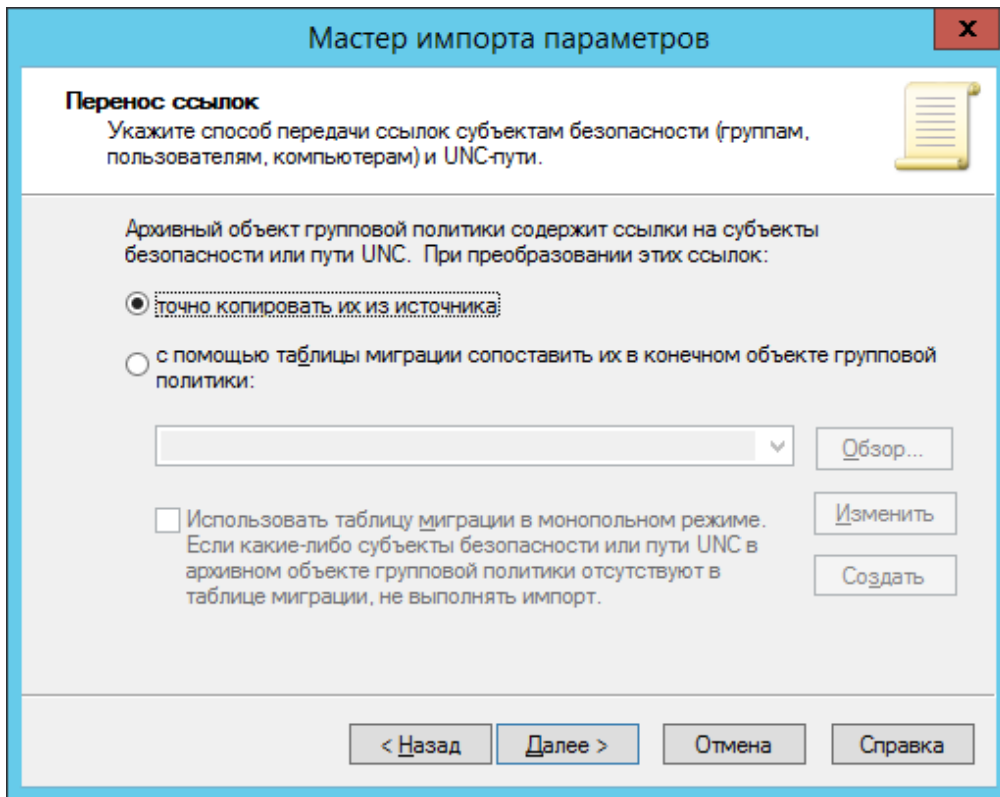 Мастер импорта параметров
x
Перенос ссылок
Укажите способ передачи ссылок субъектам безопасности (группам,
пользователям, компьютерам) и UNC-пути.
Архивный объект групповой политики содержит ссылки на субъекты
безопасности или пути UNC. При преобразовании этих ссылок:
точно копировать их из источника
с помощью таблицы миграции сопоставить их в конечном объекте групповой
политики:
Обзор...
Использовать таблицу миграции в монопольном режиме.
Если какие-либо субъекты безопасности или пути UNC в
архивном объекте групповой политики отсутствуют в
таблице миграции, не выполнять импорт.
Изменить
Создать
< Назад Далее > Отмена Справка